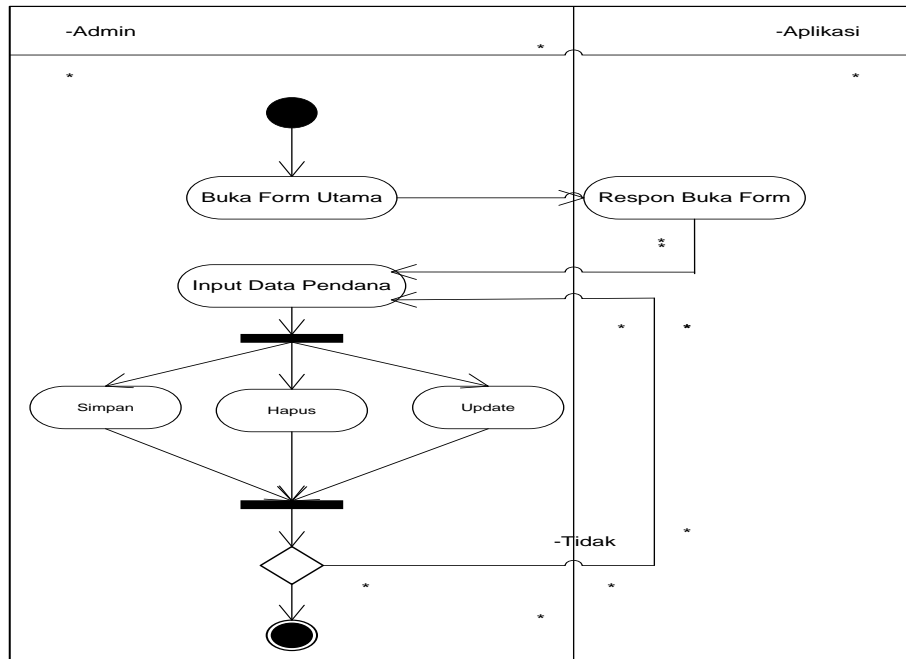 -Admin
-Aplikasi
*
*
*
Buka Form Utama
Respon Buka Form
*
*
Input Data Pendana
*
*
Simpan
Hapus
Update
*
-Tidak
*
*
*